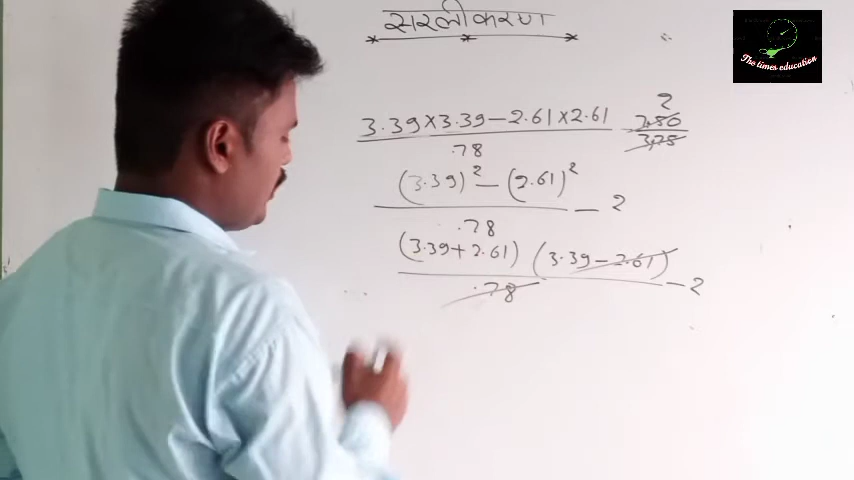 सरलीकरण
The times education
3.39×3.39−2.61×2.61
2
.78
(3.39)² − (2.61)² − 2
.78
(3.39+2.61) (3.39−2.61) − 2
.78